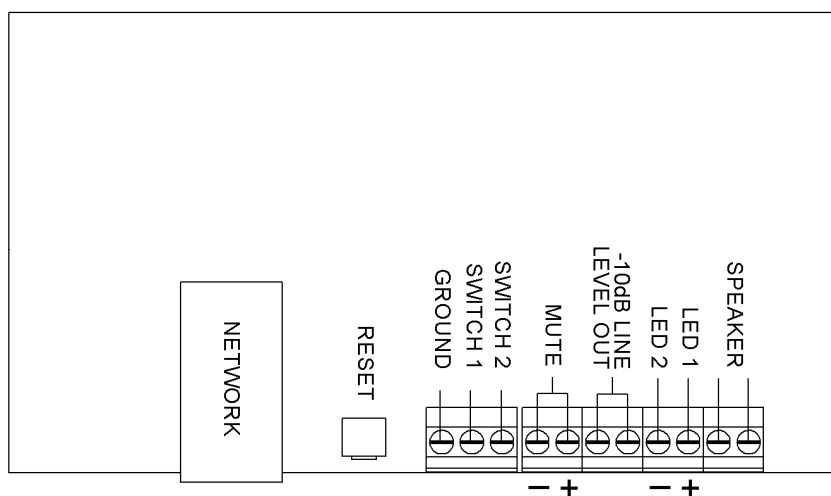 NETWORK
RESET
GROUND
SWITCH 1
SWITCH 2
MUTE
-10dB LINE
LEVEL OUT
LED 2
LED 1
SPEAKER
− +
− +